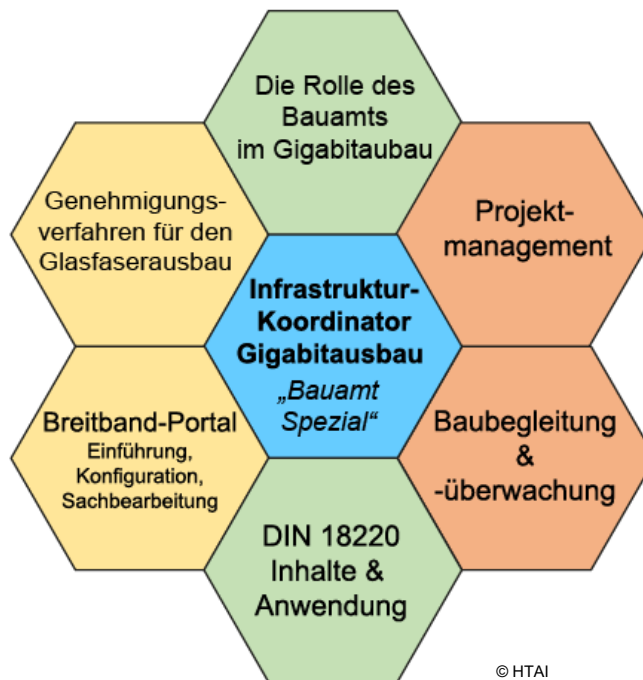 Die Rolle des
Bauamts
im Gigabitaubau
Genehmigungs-
verfahren für den
Glasfaserausbau
Projekt-
management
Infrastruktur-
Koordinator
Gigabitausbau
„Bauamt
Spezial“
Breitband-Portal
Einführung,
Konfiguration,
Sachbearbeitung
Baubegleitung
&
-überwachung
DIN 18220
Inhalte &
Anwendung
© HTAI